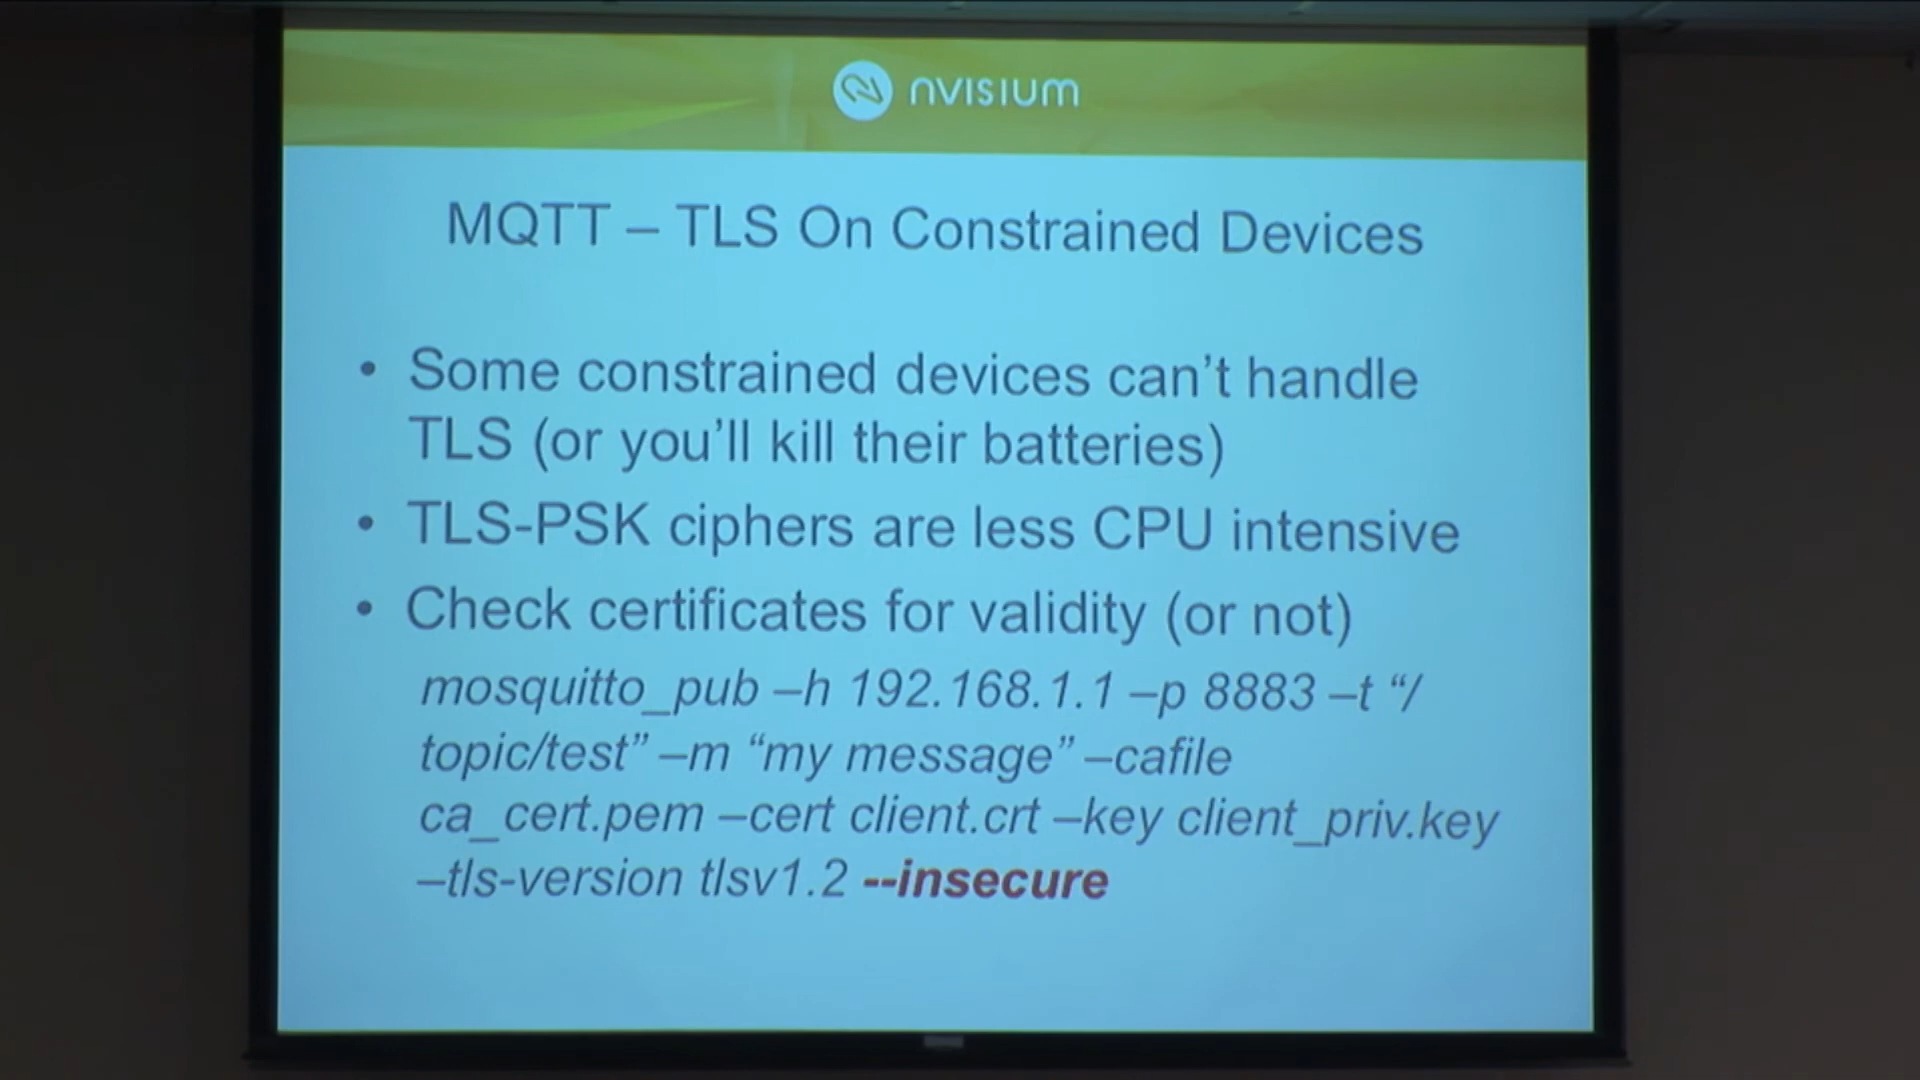 nVISIUM
MQTT – TLS On Constrained Devices
• Some constrained devices can’t handle
TLS (or you’ll kill their batteries)
• TLS-PSK ciphers are less CPU intensive
• Check certificates for validity (or not)
mosquitto_pub –h 192.168.1.1 –p 8883 –t “/
topic/test” –m “my message” –cafile
ca_cert.pem –cert client.crt –key client_priv.key
–tls-version tlsv1.2 --insecure